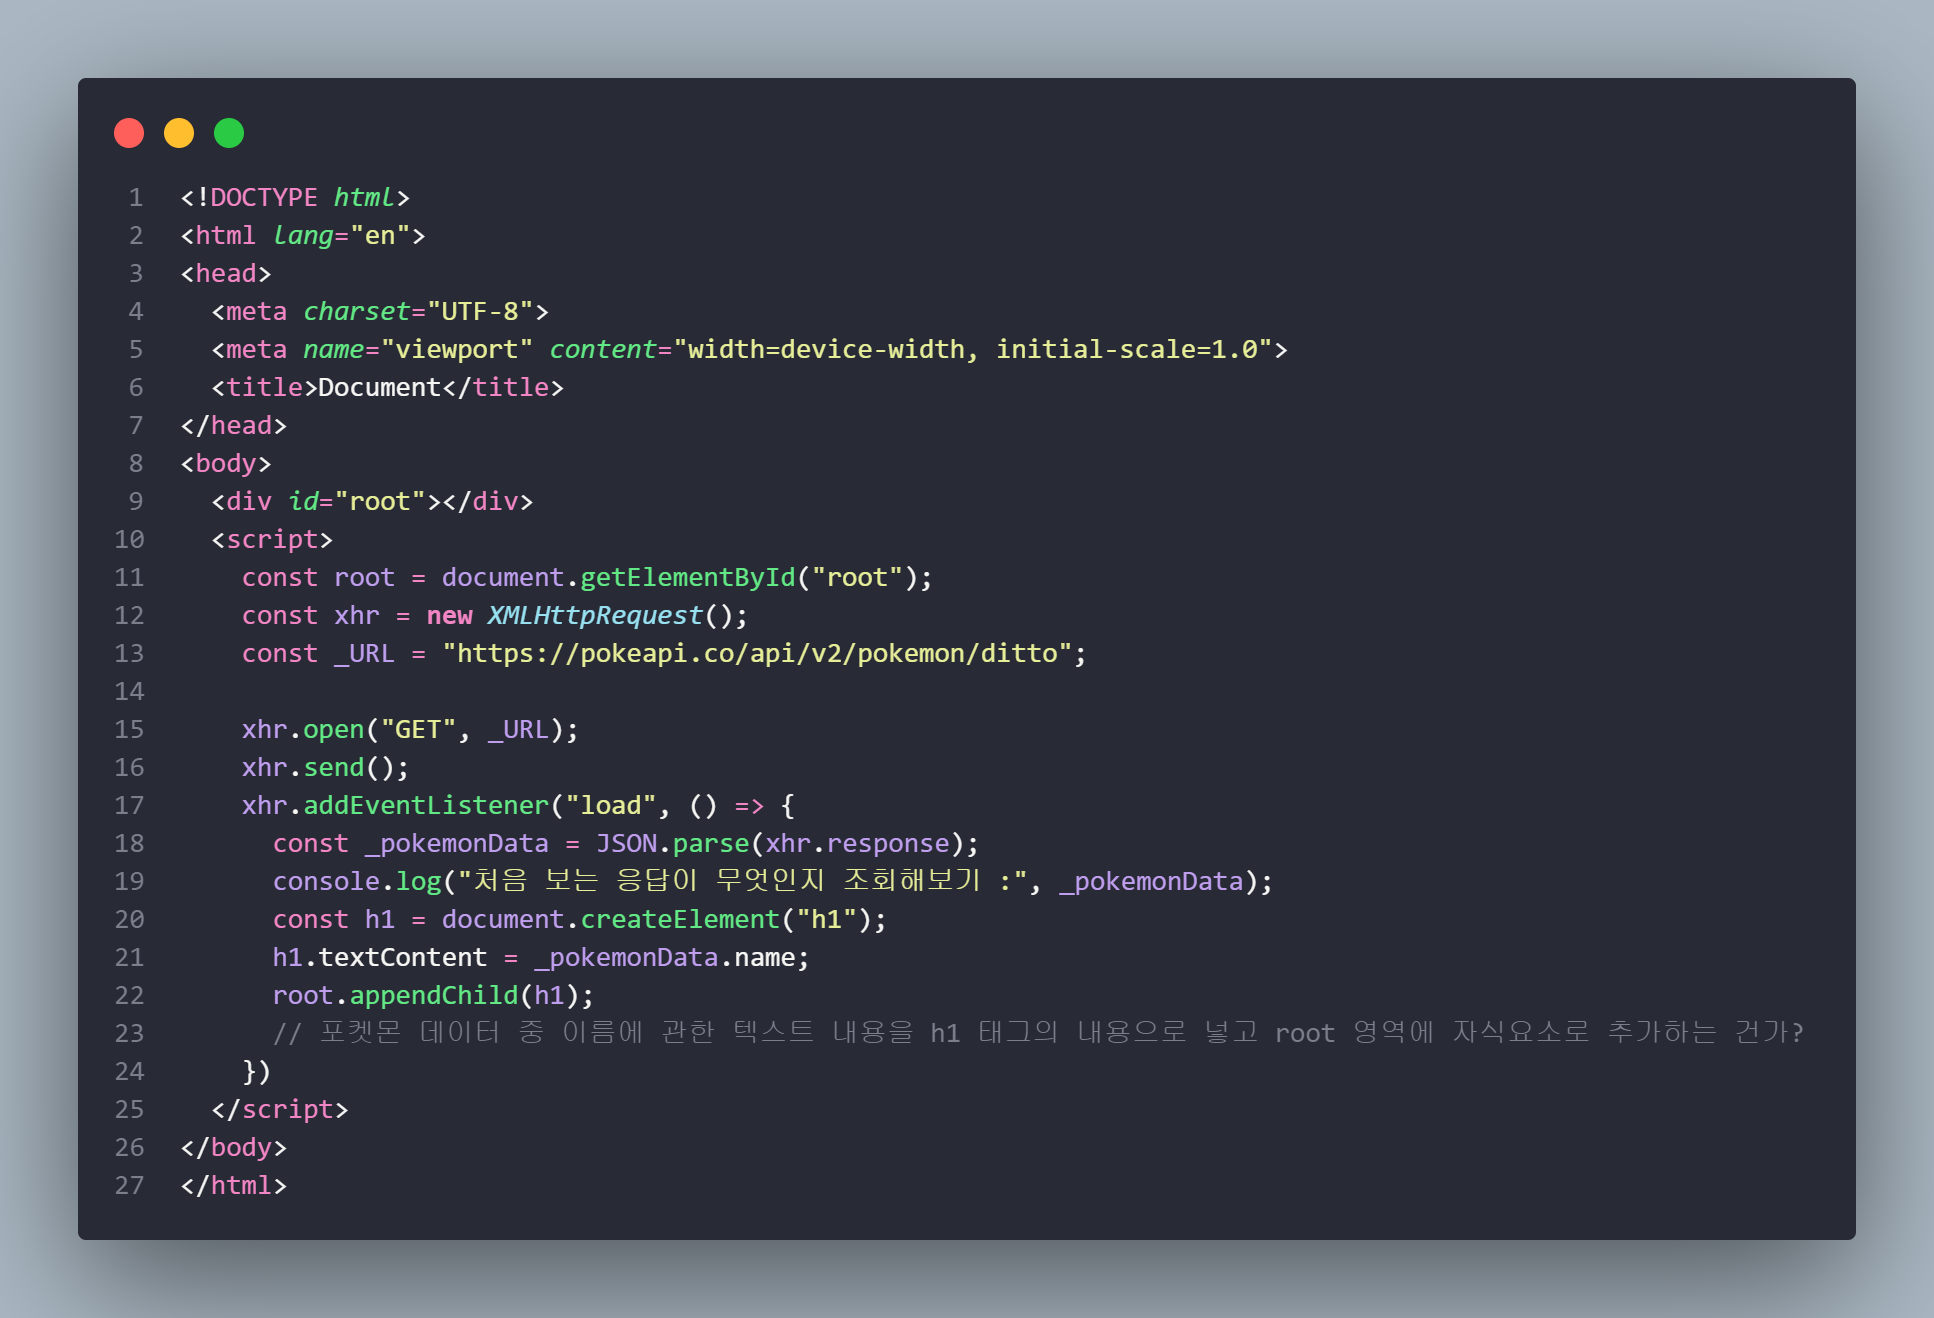 1 <!DOCTYPE html>
2 <html lang="en">
3 <head>
4   <meta charset="UTF-8">
5   <meta name="viewport" content="width=device-width, initial-scale=1.0">
6   <title>Document</title>
7 </head>
8 <body>
9   <div id="root"></div>
10   <script>
11     const root = document.getElementById("root");
12     const xhr = new XMLHttpRequest();
13     const _URL = "https://pokeapi.co/api/v2/pokemon/ditto";
14
15     xhr.open("GET", _URL);
16     xhr.send();
17     xhr.addEventListener("load", () => {
18       const _pokemonData = JSON.parse(xhr.response);
19       console.log("처음 보는 응답이 무엇인지 조회해보기 :", _pokemonData);
20       const h1 = document.createElement("h1");
21       h1.textContent = _pokemonData.name;
22       root.appendChild(h1);
23       // 포켓몬 데이터 중 이름에 관한 텍스트 내용을 h1 태그의 내용으로 넣고 root 영역에 자식요소로 추가하는 건가?
24     })
25   </script>
26 </body>
27 </html>